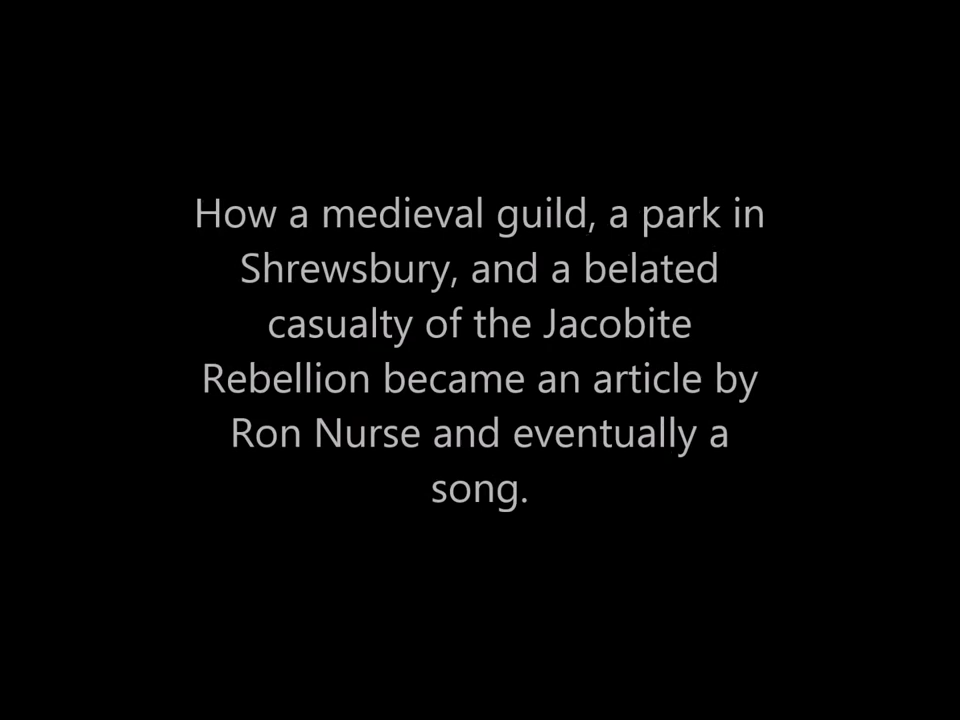 How a medieval guild, a park in
Shrewsbury, and a belated
casualty of the Jacobite
Rebellion became an article by
Ron Nurse and eventually a
song.